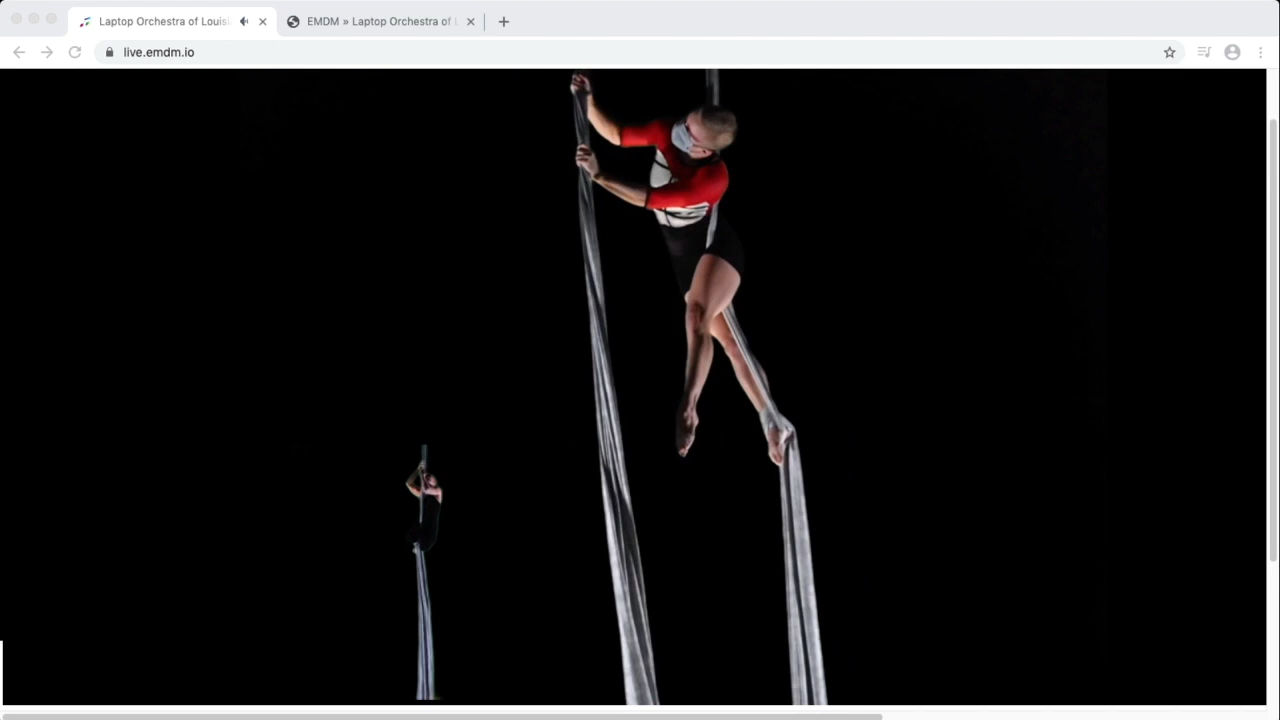 Laptop Orchestra of Louisi
EMDM » Laptop Orchestra of L
live.emdm.io